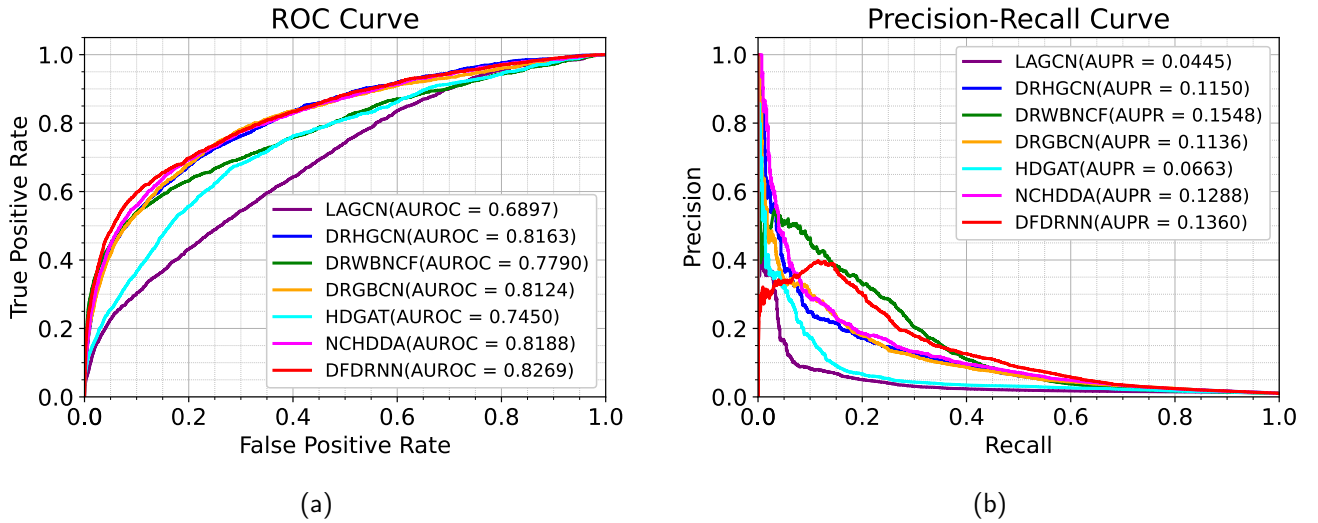 ROC Curve
True Positive Rate
1.0
0.8
0.6
0.4
0.2
0.0
LAGCN(AUROC = 0.6897)
DRHGCN(AUROC = 0.8163)
DRWBNCF(AUROC = 0.7790)
DRGBCN(AUROC = 0.8124)
HDGAT(AUROC = 0.7450)
NCHDDA(AUROC = 0.8188)
DFDRNN(AUROC = 0.8269)
0.0 0.2 0.4 0.6 0.8 1.0
False Positive Rate
(a)
Precision-Recall Curve
Precision
1.0
0.8
0.6
0.4
0.2
0.0
LAGCN(AUPR = 0.0445)
DRHGCN(AUPR = 0.1150)
DRWBNCF(AUPR = 0.1548)
DRGBCN(AUPR = 0.1136)
HDGAT(AUPR = 0.0663)
NCHDDA(AUPR = 0.1288)
DFDRNN(AUPR = 0.1360)
0.0 0.2 0.4 0.6 0.8 1.0
Recall
(b)